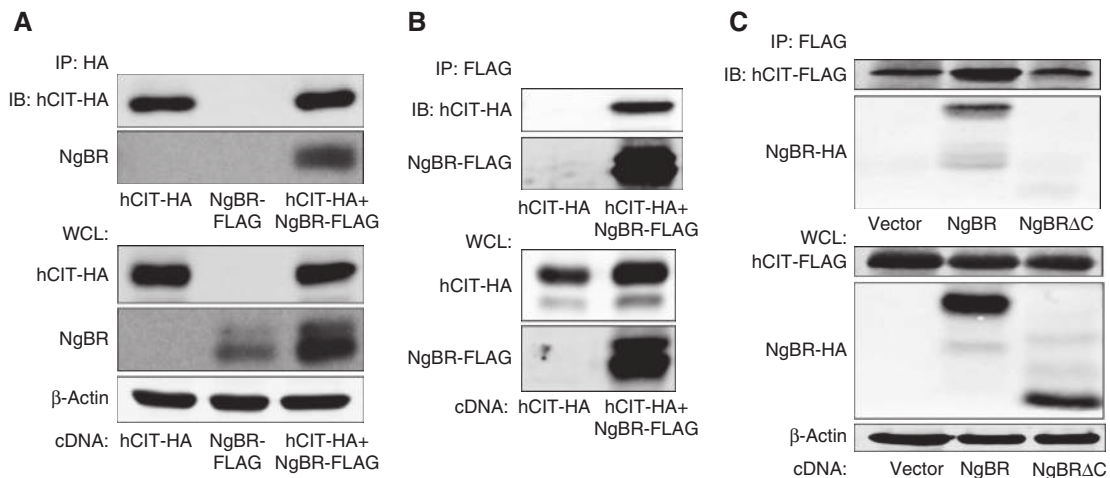 A
IP: HA
IB: hCIT-HA
NgBR
hCIT-HA NgBR-FLAG hCIT-HA+NgBR-FLAG
WCL:
hCIT-HA
NgBR
β-Actin
cDNA: hCIT-HA NgBR-FLAG hCIT-HA+NgBR-FLAG
B
IP: FLAG
IB: hCIT-HA
NgBR-FLAG
hCIT-HA hCIT-HA+NgBR-FLAG
WCL:
hCIT-HA
NgBR-FLAG
cDNA: hCIT-HA hCIT-HA+NgBR-FLAG
C
IP: FLAG
IB: hCIT-FLAG
NgBR-HA
Vector NgBR NgBRΔC
WCL:
hCIT-FLAG
NgBR-HA
β-Actin
cDNA: Vector NgBR NgBRΔC